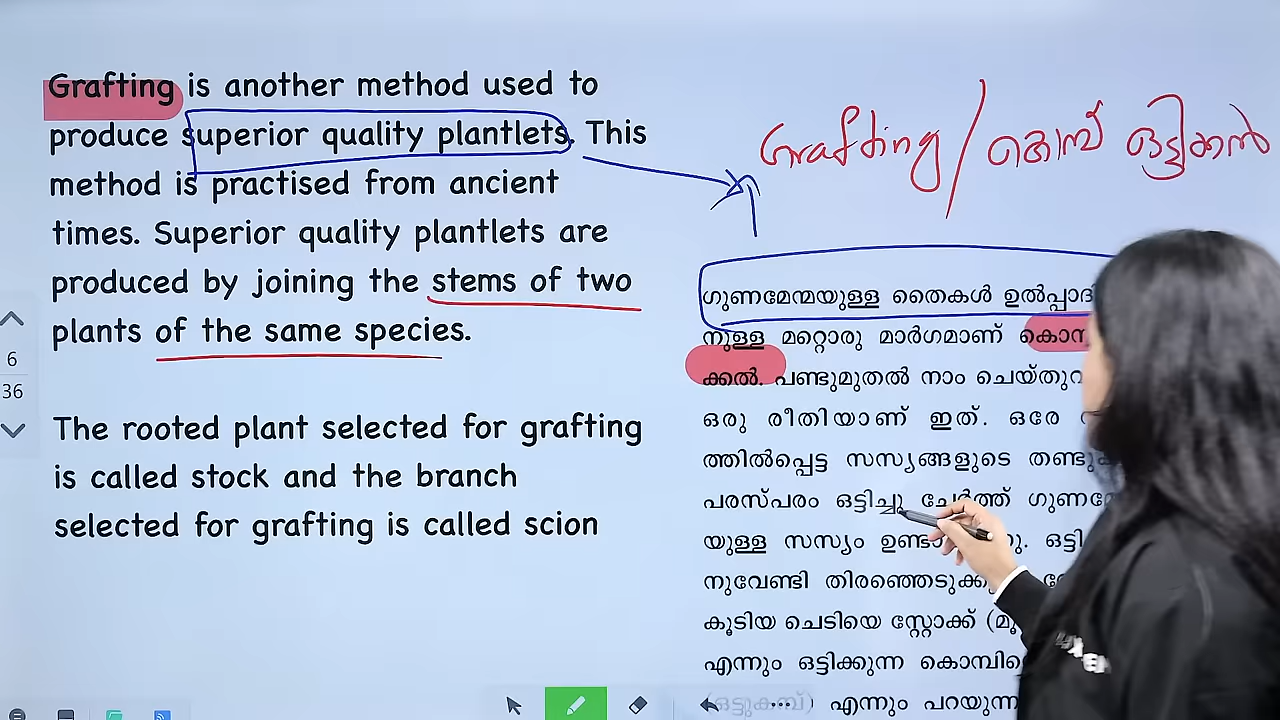 Grafting is another method used to
produce superior quality plantlets. This
method is practised from ancient
times. Superior quality plantlets are
produced by joining the stems of two
plants of the same species.
The rooted plant selected for grafting
is called stock and the branch
selected for grafting is called scion
6
36
Grafting / കൊമ്പ് ഒട്ടിക്കൽ
ഗുണമേന്മയുള്ള തൈകൾ
നുള്ള മറ്റൊരു മാർഗമാണ്
ക്കൽ. പണ്ടുമുതൽ നാം
ഒരു രീതിയാണ് ഇത്. ഒരേ
ത്തിൽപ്പെട്ട സസ്യങ്ങളുടെ
പരസ്പരം ഒട്ടിച്ചു ചേർത്ത്
യുള്ള സസ്യം
നുവേണ്ടി
കൂടിയ ചെടിയെ സ്റ്റോക്ക്
എന്നും ഒട്ടിക്കുന്ന
(ഒട്ടുകമ്പ്) എന്നും